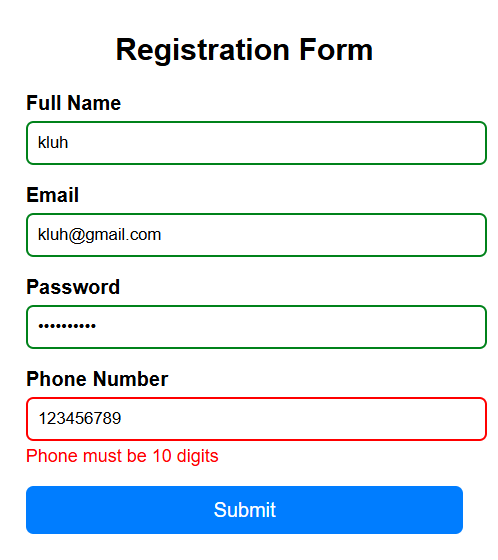 Registration Form
Full Name
kluh
Email
kluh@gmail.com
Password
••••••••••
Phone Number
123456789
Phone must be 10 digits
Submit